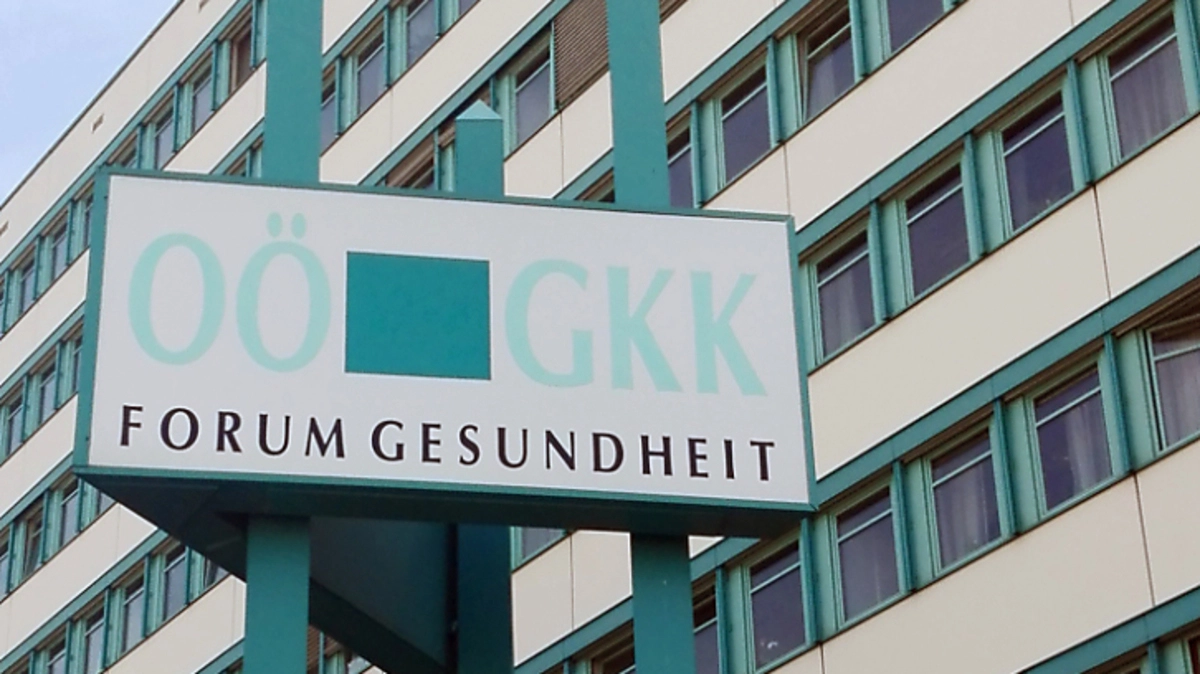 OÖ GKK
FORUM GESUNDHEIT